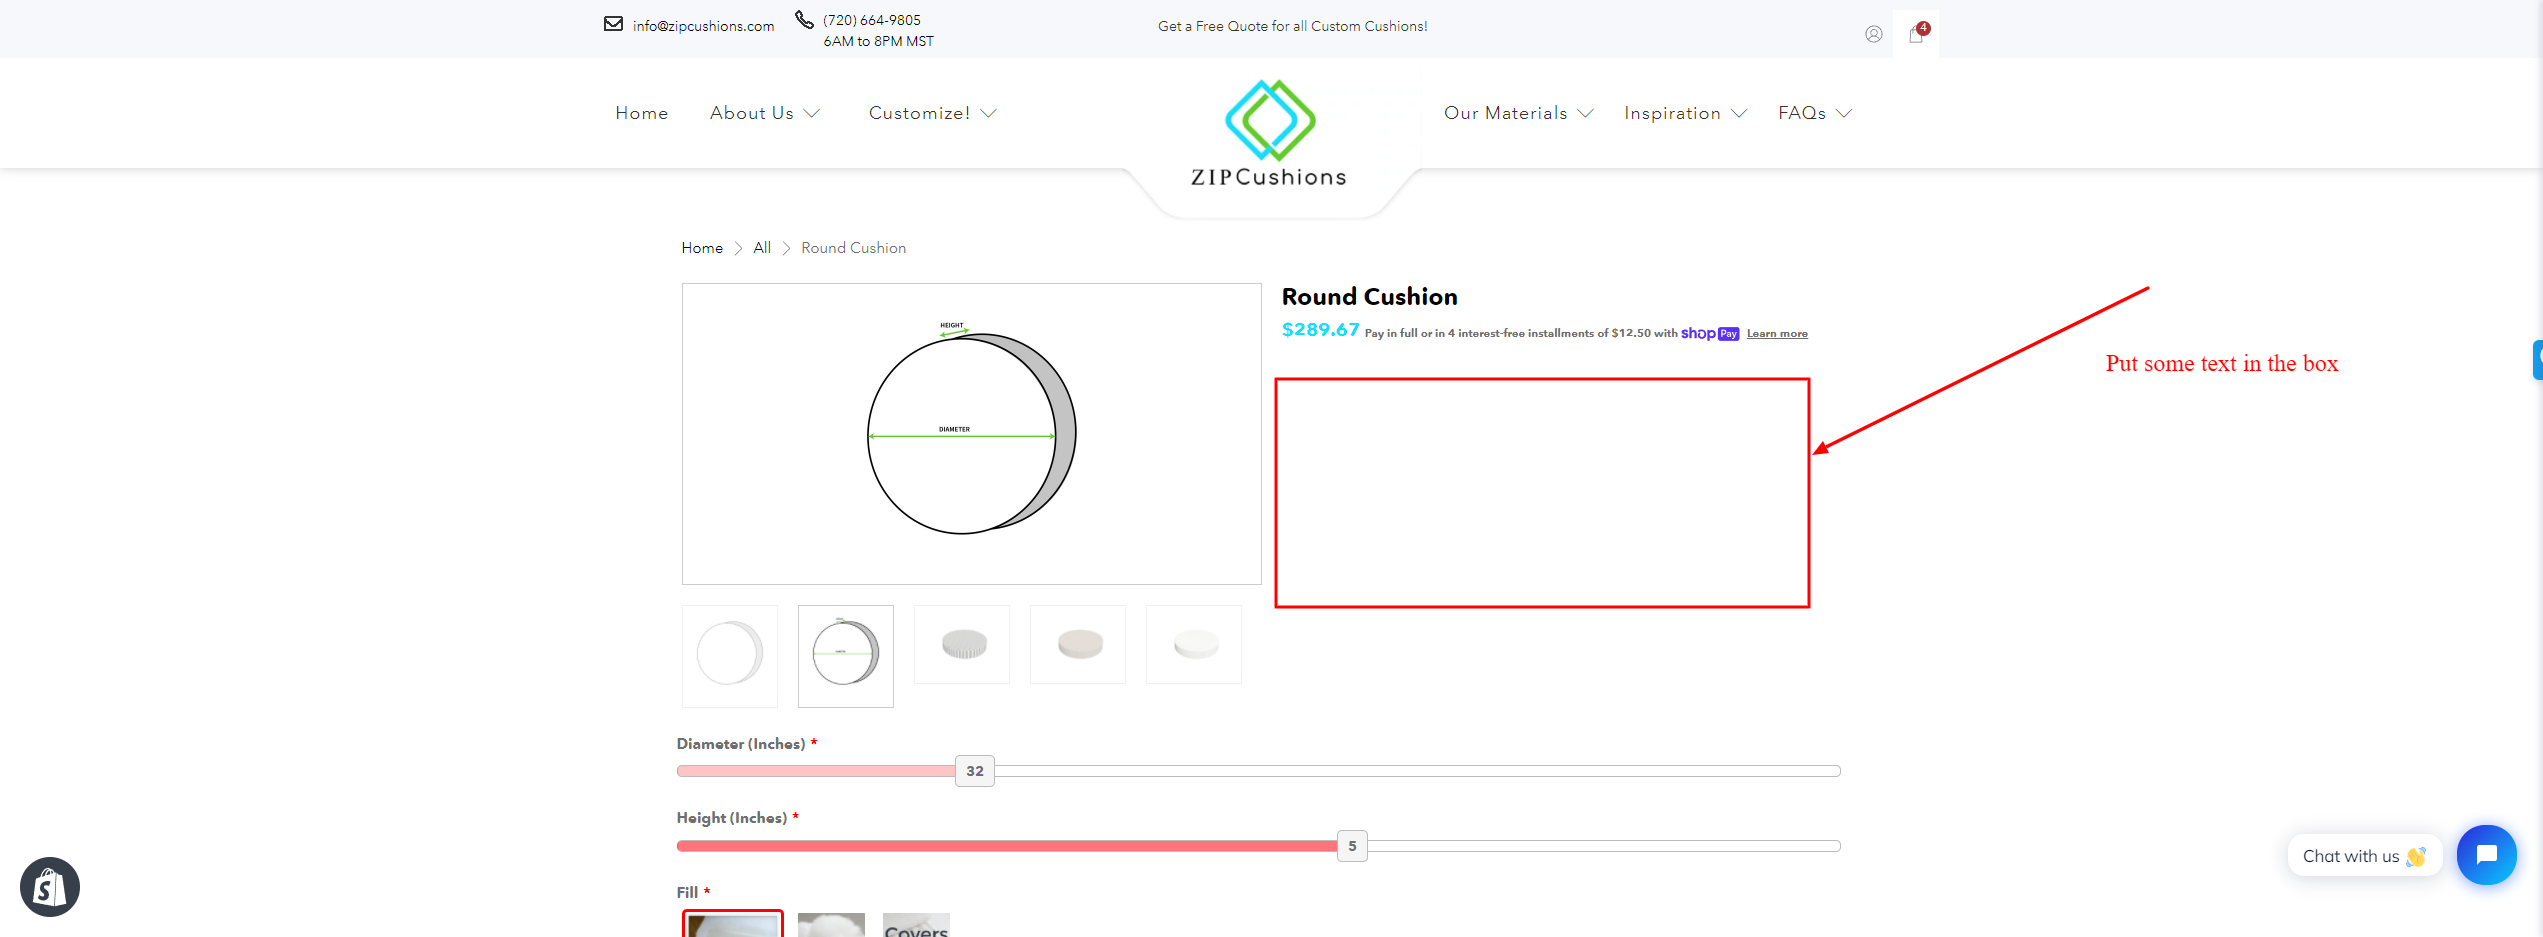 info@zipcushions.com
(720) 664-9805
6AM to 8PM MST
Get a Free Quote for all Custom Cushions!
4
Home
About Us
Customize!
ZIPCushions
Our Materials
Inspiration
FAQs
Home
All
Round Cushion
HEIGHT
DIAMETER
Round Cushion
$289.67 Pay in full or in 4 interest-free installments of $12.50 with shop Pay Learn more
Put some text in the box
Diameter (Inches) *
32
Height (Inches) *
5
Fill *
Covers
Chat with us 👋